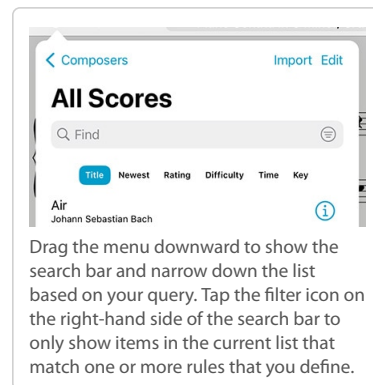 Composers Import Edit
All Scores
Find
Title Newest Rating Difficulty Time Key
Air
Johann Sebastian Bach
Drag the menu downward to show the
search bar and narrow down the list
based on your query. Tap the filter icon on
the right-hand side of the search bar to
only show items in the current list that
match one or more rules that you define.